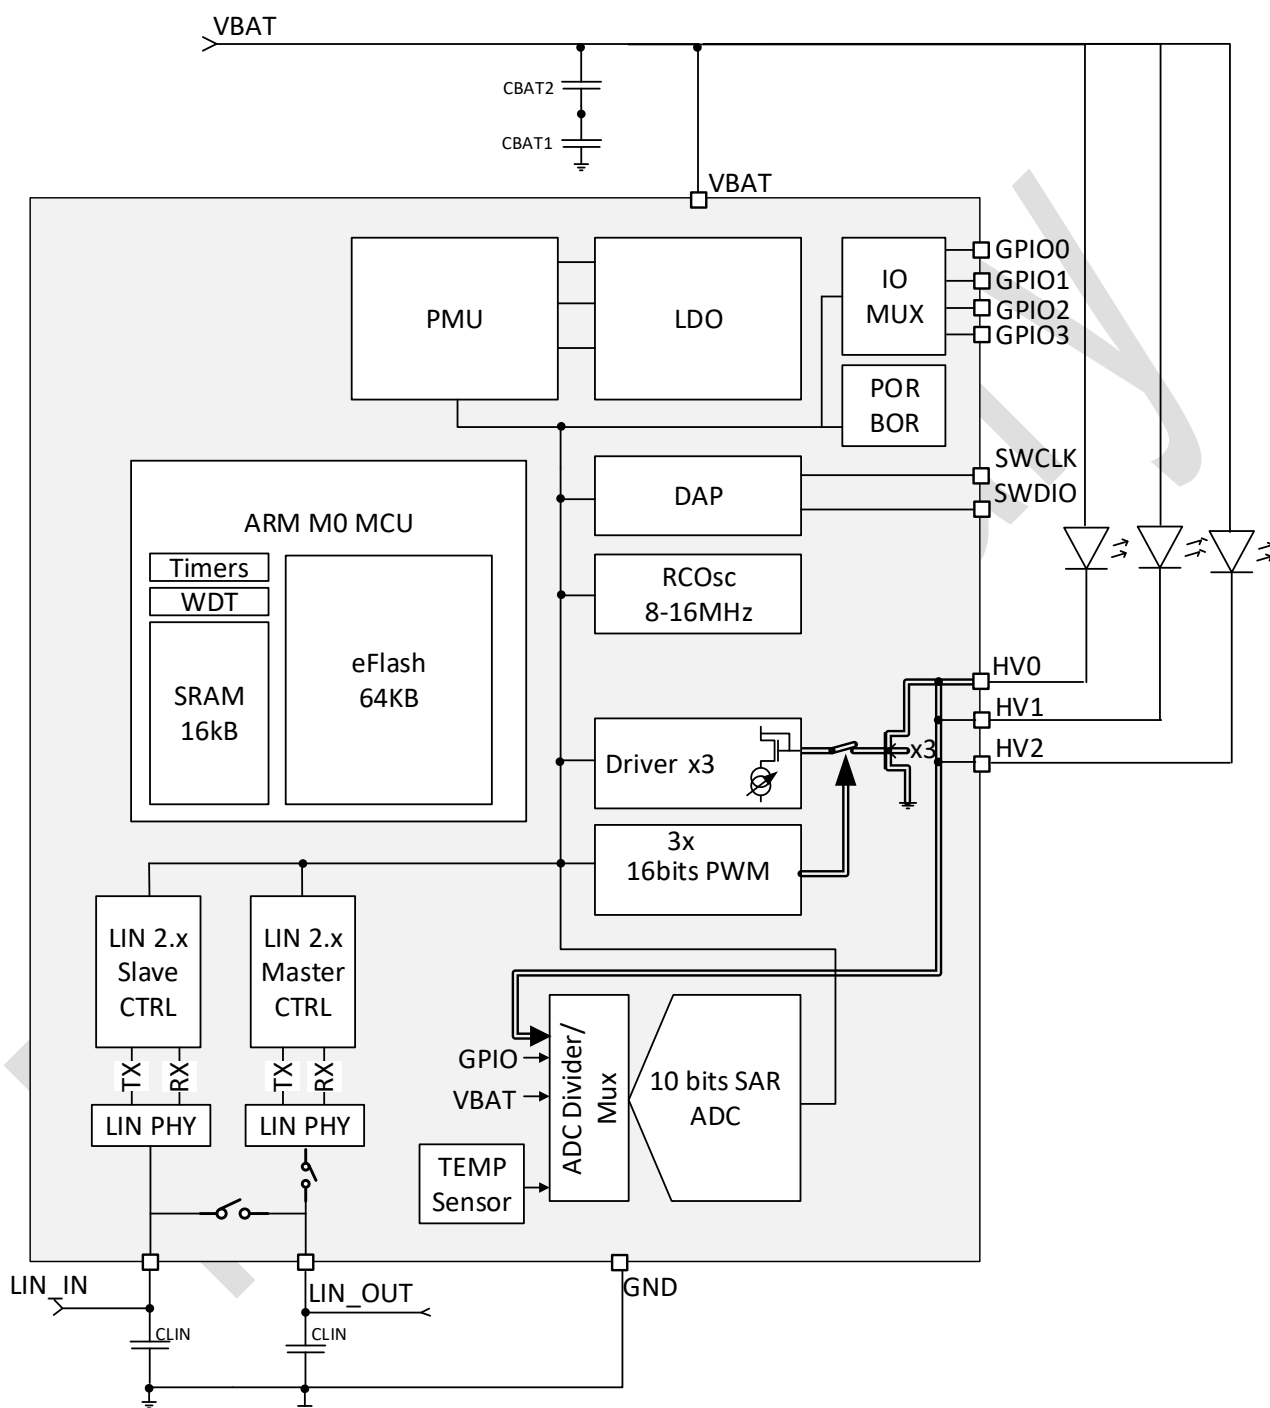 VBAT
CBAT2
CBAT1
VBAT
PMU
LDO
IO
MUX
GPIO0
GPIO1
GPIO2
GPIO3
POR
BOR
ARM M0 MCU
Timers
WDT
SRAM
16kB
eFlash
64KB
DAP
SWCLK
SWDIO
RCOsc
8-16MHz
HV0
HV1
HV2
Driver x3
x3
3x
16bits PWM
LIN 2.x
Slave
CTRL
LIN 2.x
Master
CTRL
TX
RX
TX
RX
LIN PHY
LIN PHY
GPIO
VBAT
TEMP
Sensor
ADC Divider/
Mux
10 bits SAR
ADC
LIN_IN
LIN_OUT
GND
CLIN
CLIN